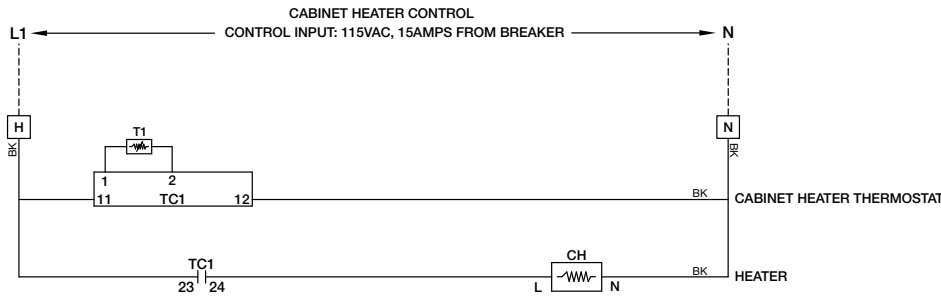 CABINET HEATER CONTROL
L1 CONTROL INPUT: 115VAC, 15AMPS FROM BREAKER N
H N
BK BK
T1
1 2
11 TC1 12 BK CABINET HEATER THERMOSTAT
TC1 CH
23 24 L N BK HEATER